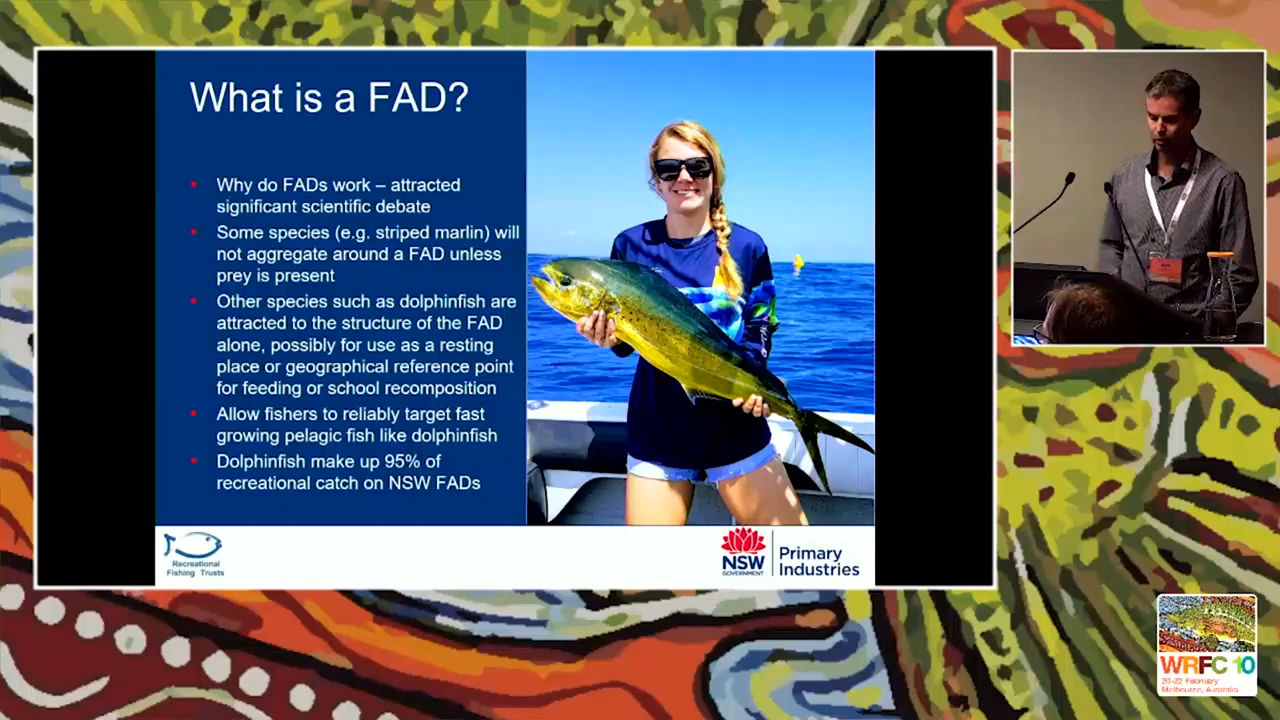 What is a FAD?
Why do FADs work – attracted
significant scientific debate
Some species (e.g. striped marlin) will
not aggregate around a FAD unless
prey is present
Other species such as dolphinfish are
attracted to the structure of the FAD
alone, possibly for use as a resting
place or geographical reference point
for feeding or school recomposition
Allow fishers to reliably target fast
growing pelagic fish like dolphinfish
Dolphinfish make up 95% of
recreational catch on NSW FADs
Recreational
Fishing Trusts
NSW
GOVERNMENT
Primary
Industries
WRFC 10
February
Melbourne, Australia